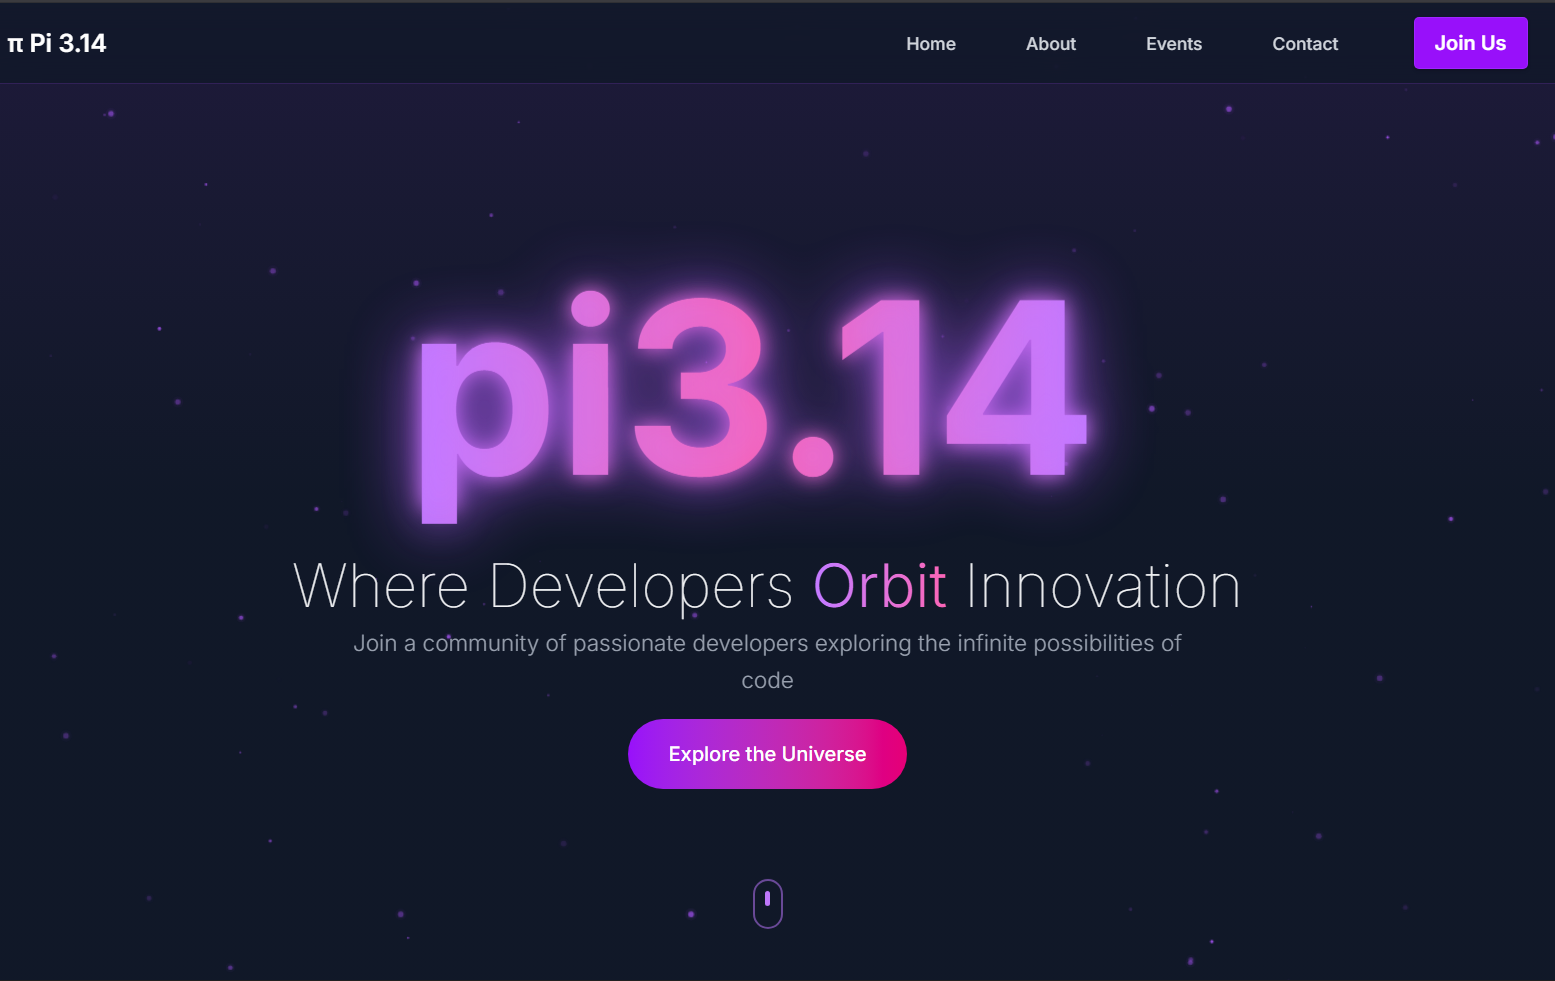 π Pi 3.14
Home About Events Contact Join Us
pi3.14
Where Developers Orbit Innovation
Join a community of passionate developers exploring the infinite possibilities of
code
Explore the Universe